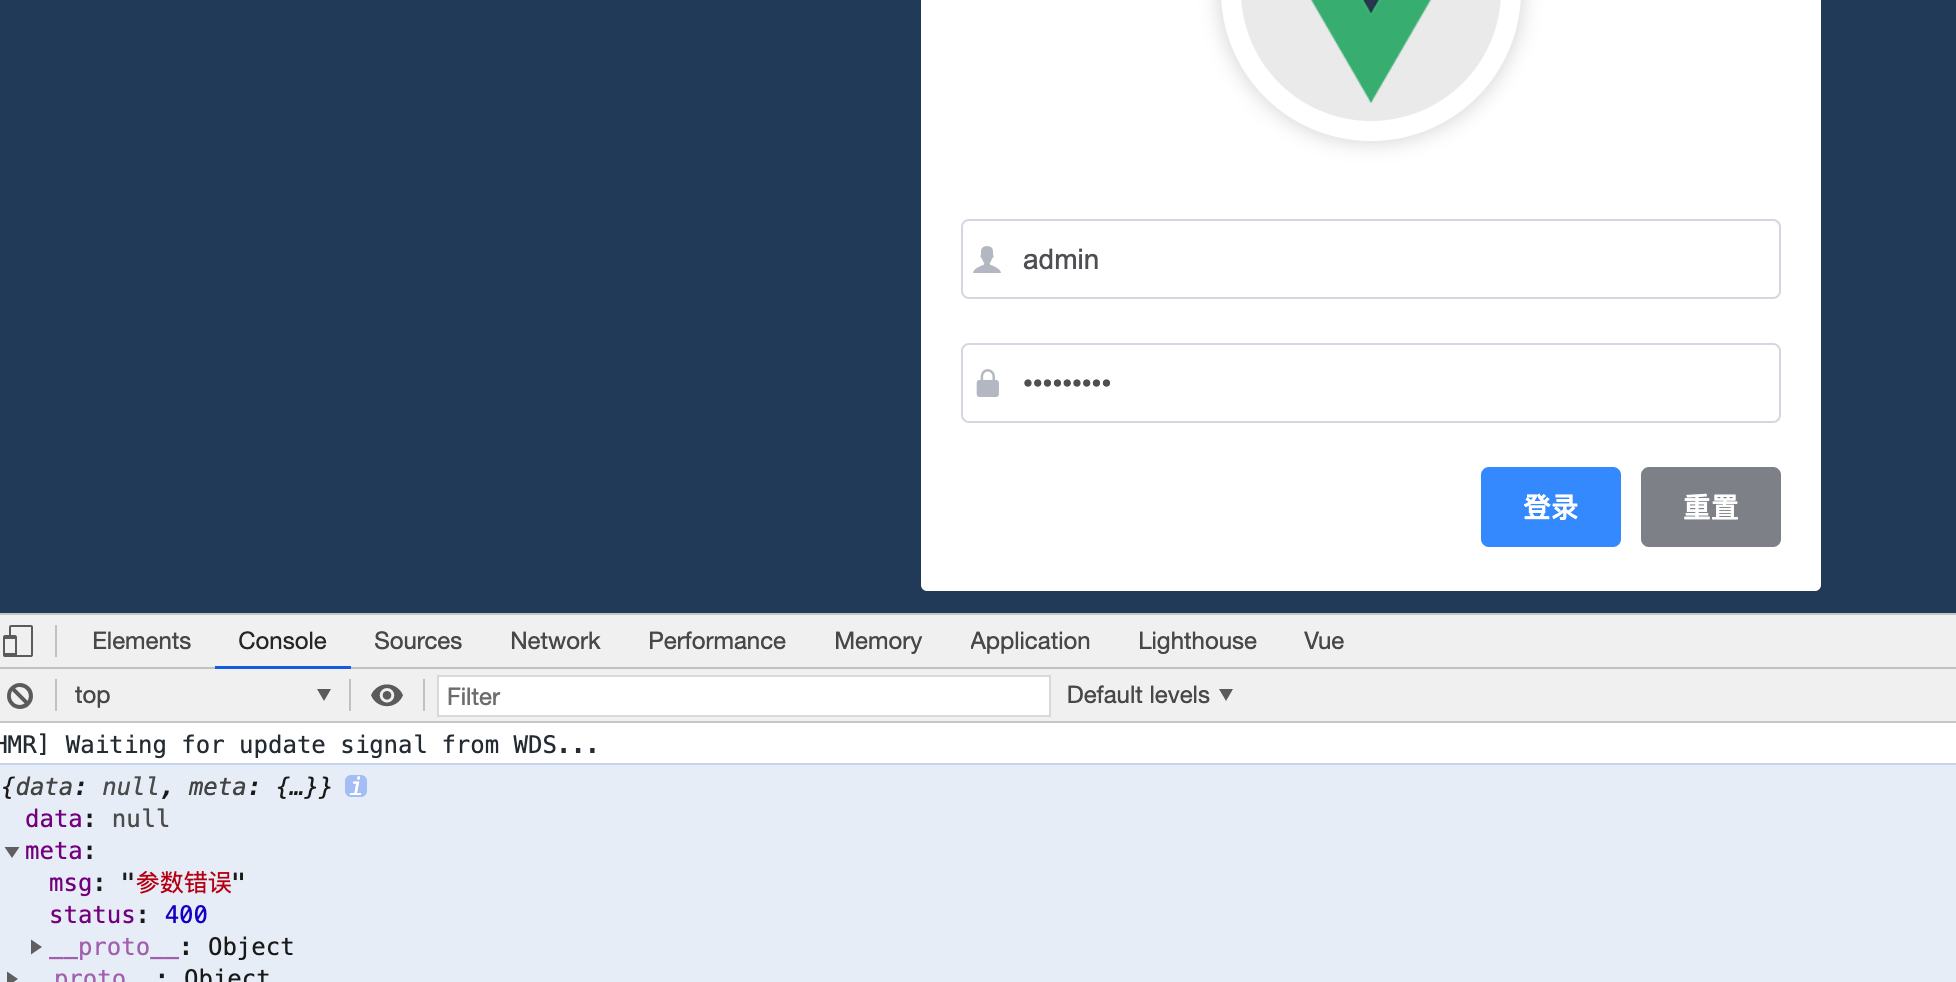 admin
•••••••••
登录 重置
Elements Console Sources Network Performance Memory Application Lighthouse Vue
top ▼ Filter Default levels ▼
HMR] Waiting for update signal from WDS...
{data: null, meta: {…}} i
data: null
▼meta:
msg: "参数错误"
status: 400
▶__proto__: Object
▶__proto__: Object